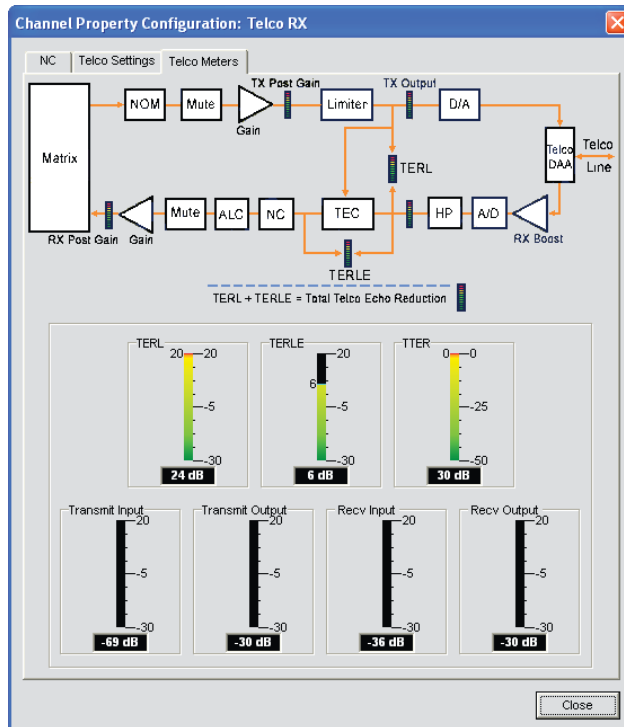 Channel Property Configuration: Telco RX
NC
Telco Settings
Telco Meters
TX Post Gain
TX Output
NOM
Mute
Gain
Limiter
D/A
Matrix
Telco
DAA
Telco
Line
TERL
Mute
ALC
NC
TEC
HP
A/D
RX Post Gain
Gain
RX Boost
TERLE
TERL + TERLE = Total Telco Echo Reduction
TERL
20
20
-5
-30
24 dB
TERLE
20
6
-5
-30
6 dB
TTER
0
0
-25
-50
30 dB
Transmit Input
20
-5
-30
-69 dB
Transmit Output
20
-5
-30
-30 dB
Recv Input
20
-5
-30
-36 dB
Recv Output
20
-5
-30
-30 dB
Close